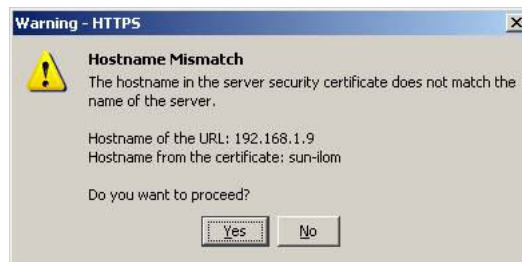 Warning - HTTPS
Hostname Mismatch
The hostname in the server security certificate does not match the
name of the server.
Hostname of the URL: 192.168.1.9
Hostname from the certificate: sun-ilom
Do you want to proceed?
Yes No